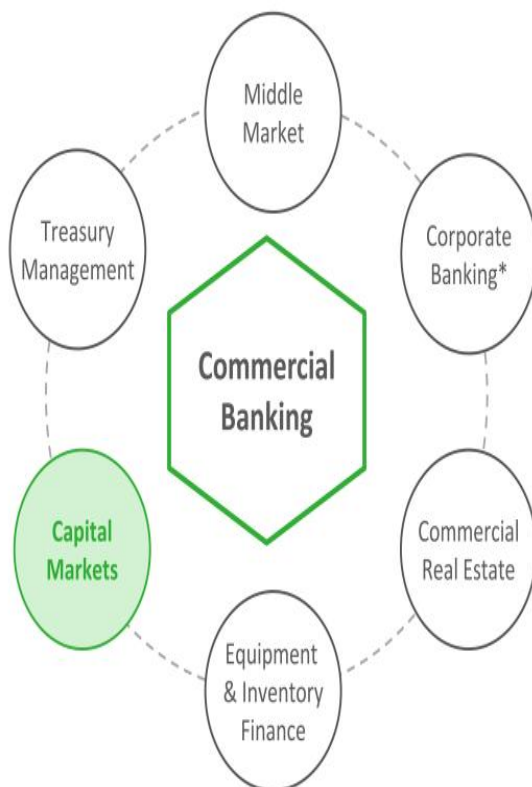 Middle
Market
Treasury
Management
Corporate
Banking*
Commercial
Banking
Capital
Markets
Commercial
Real Estate
Equipment
& Inventory
Finance